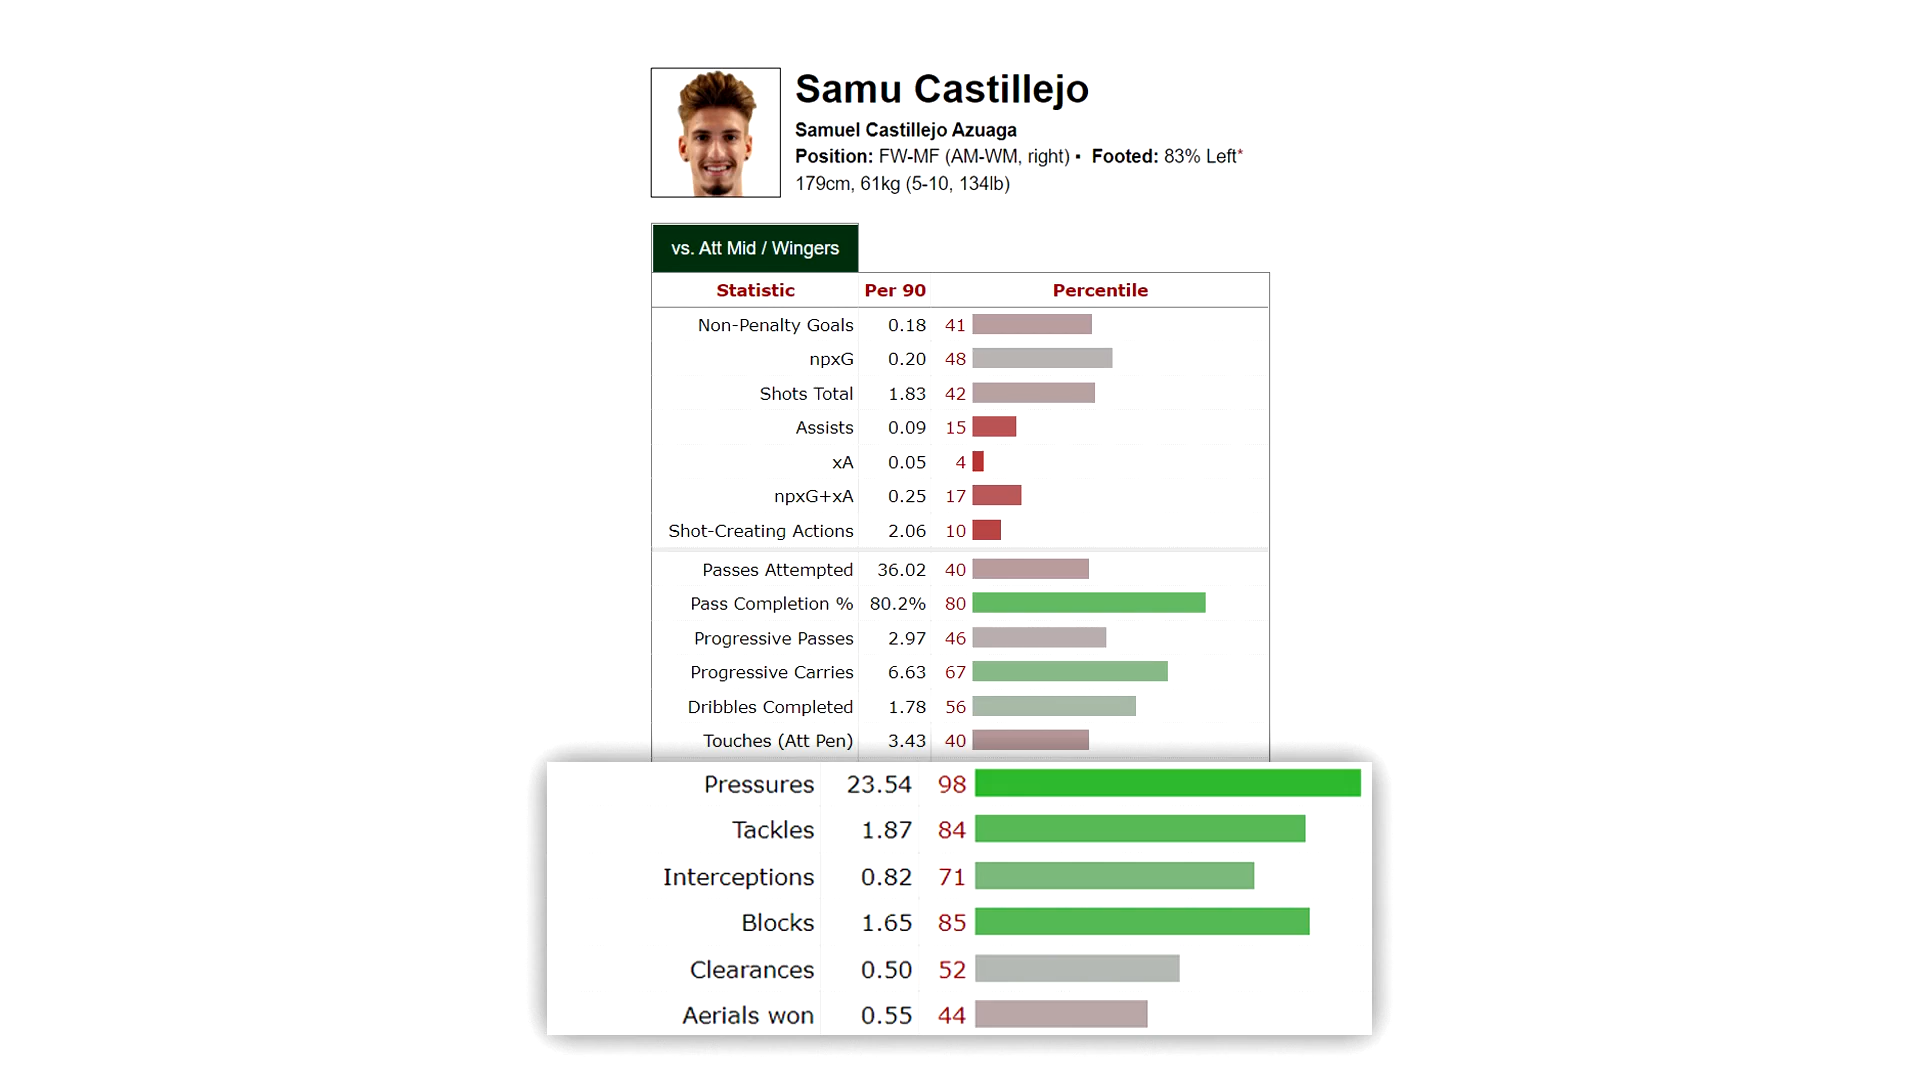 Samu Castillejo
Samuel Castillejo Azuaga
Position: FW-MF (AM-WM, right) ▪ Footed: 83% Left*
179cm, 61kg (5-10, 134lb)
vs. Att Mid / Wingers
Statistic Per 90 Percentile
Non-Penalty Goals 0.18 41
npxG 0.20 48
Shots Total 1.83 42
Assists 0.09 15
xA 0.05 4
npxG+xA 0.25 17
Shot-Creating Actions 2.06 10
Passes Attempted 36.02 40
Pass Completion % 80.2% 80
Progressive Passes 2.97 46
Progressive Carries 6.63 67
Dribbles Completed 1.78 56
Touches (Att Pen) 3.43 40
Pressures 23.54 98
Tackles 1.87 84
Interceptions 0.82 71
Blocks 1.65 85
Clearances 0.50 52
Aerials won 0.55 44